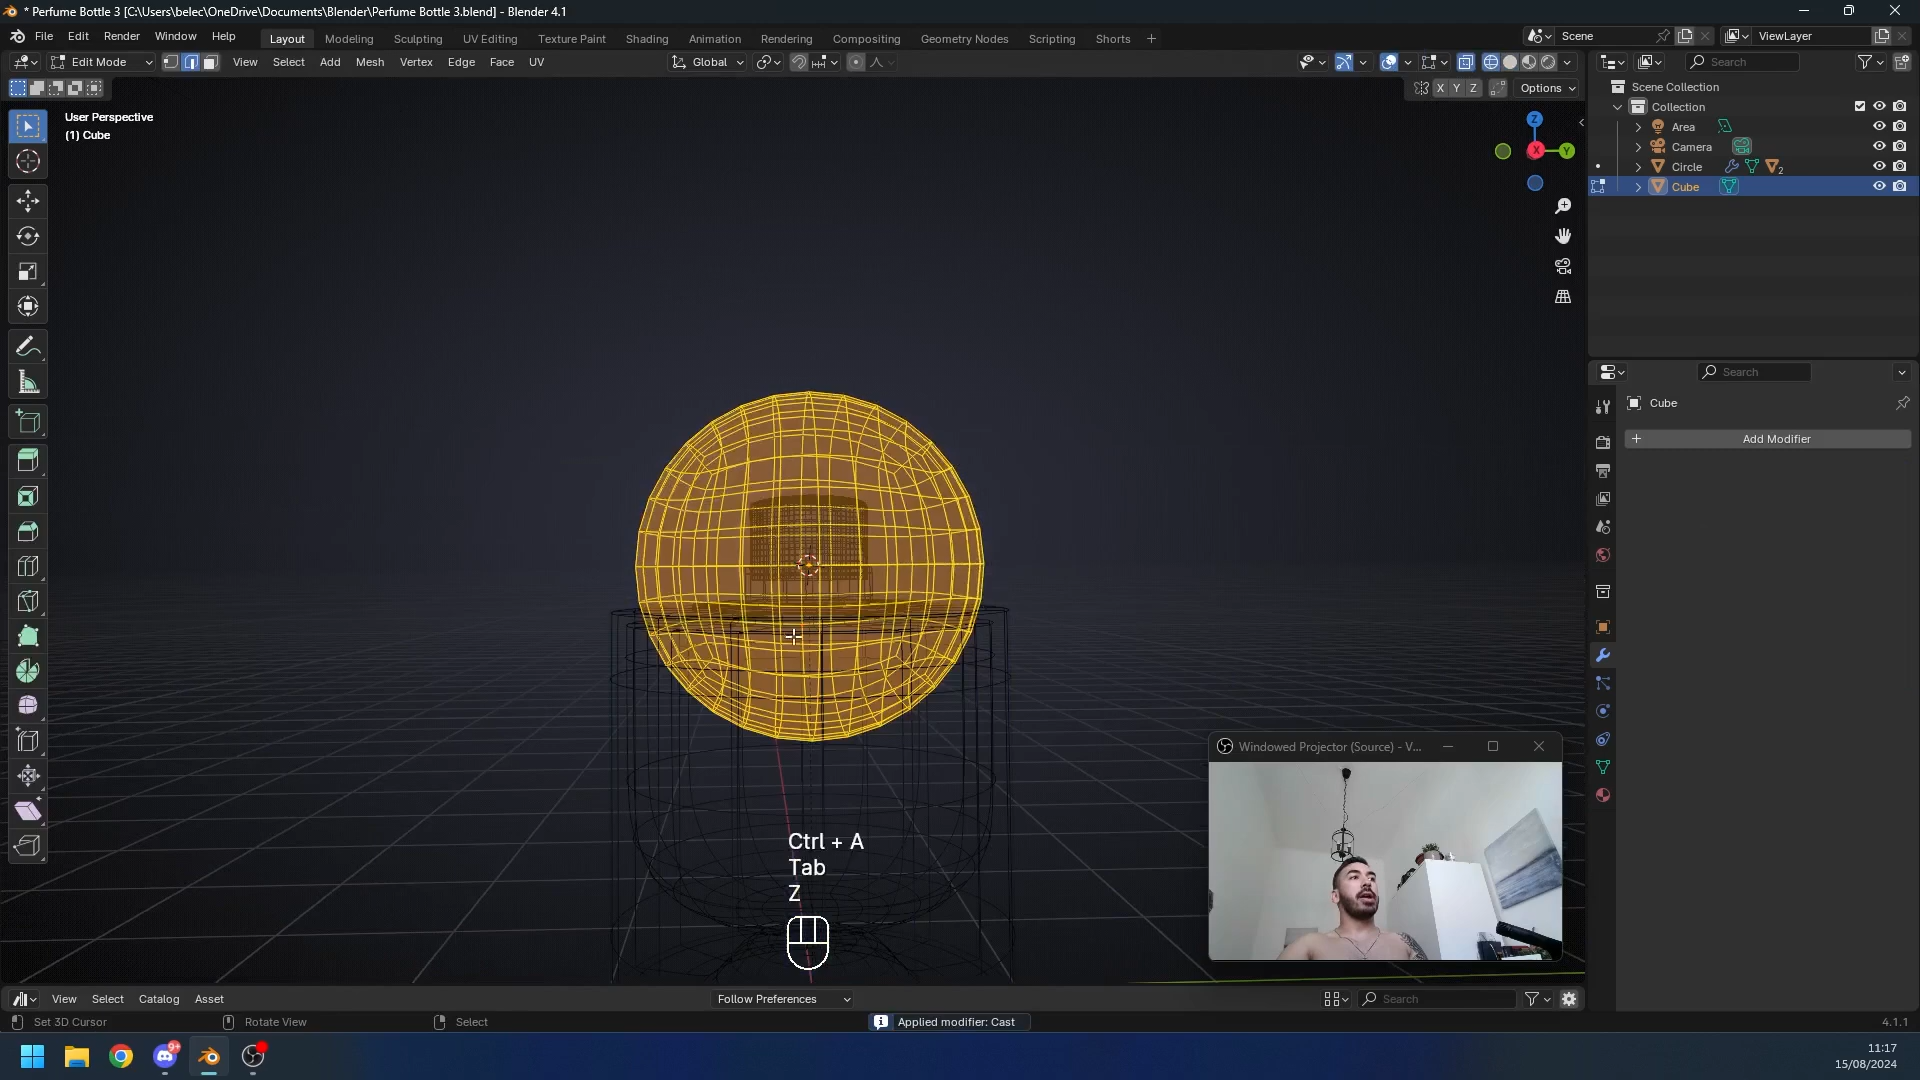 * Perfume Bottle 3 [C:\Users\belec\OneDrive\Documents\Blender\Perfume Bottle 3.blend] - Blender 4.1
File Edit Render Window Help
Layout Modeling Sculpting UV Editing Texture Paint Shading Animation Rendering Compositing Geometry Nodes Scripting Shorts +
Scene
ViewLayer
Edit Mode
View Select Add Mesh Vertex Edge Face UV
Global
Search
X Y Z
Options
User Perspective
(1) Cube
Z
X
Y
Scene Collection
Collection
Area
Camera
Circle
2
Cube
Search
Cube
Add Modifier
Windowed Projector (Source) - V...
Ctrl + A
Tab
Z
View Select Catalog Asset
Follow Preferences
Search
Set 3D Cursor
Rotate View
Select
Applied modifier: Cast
4.1.1
9+
11:17
15/08/2024